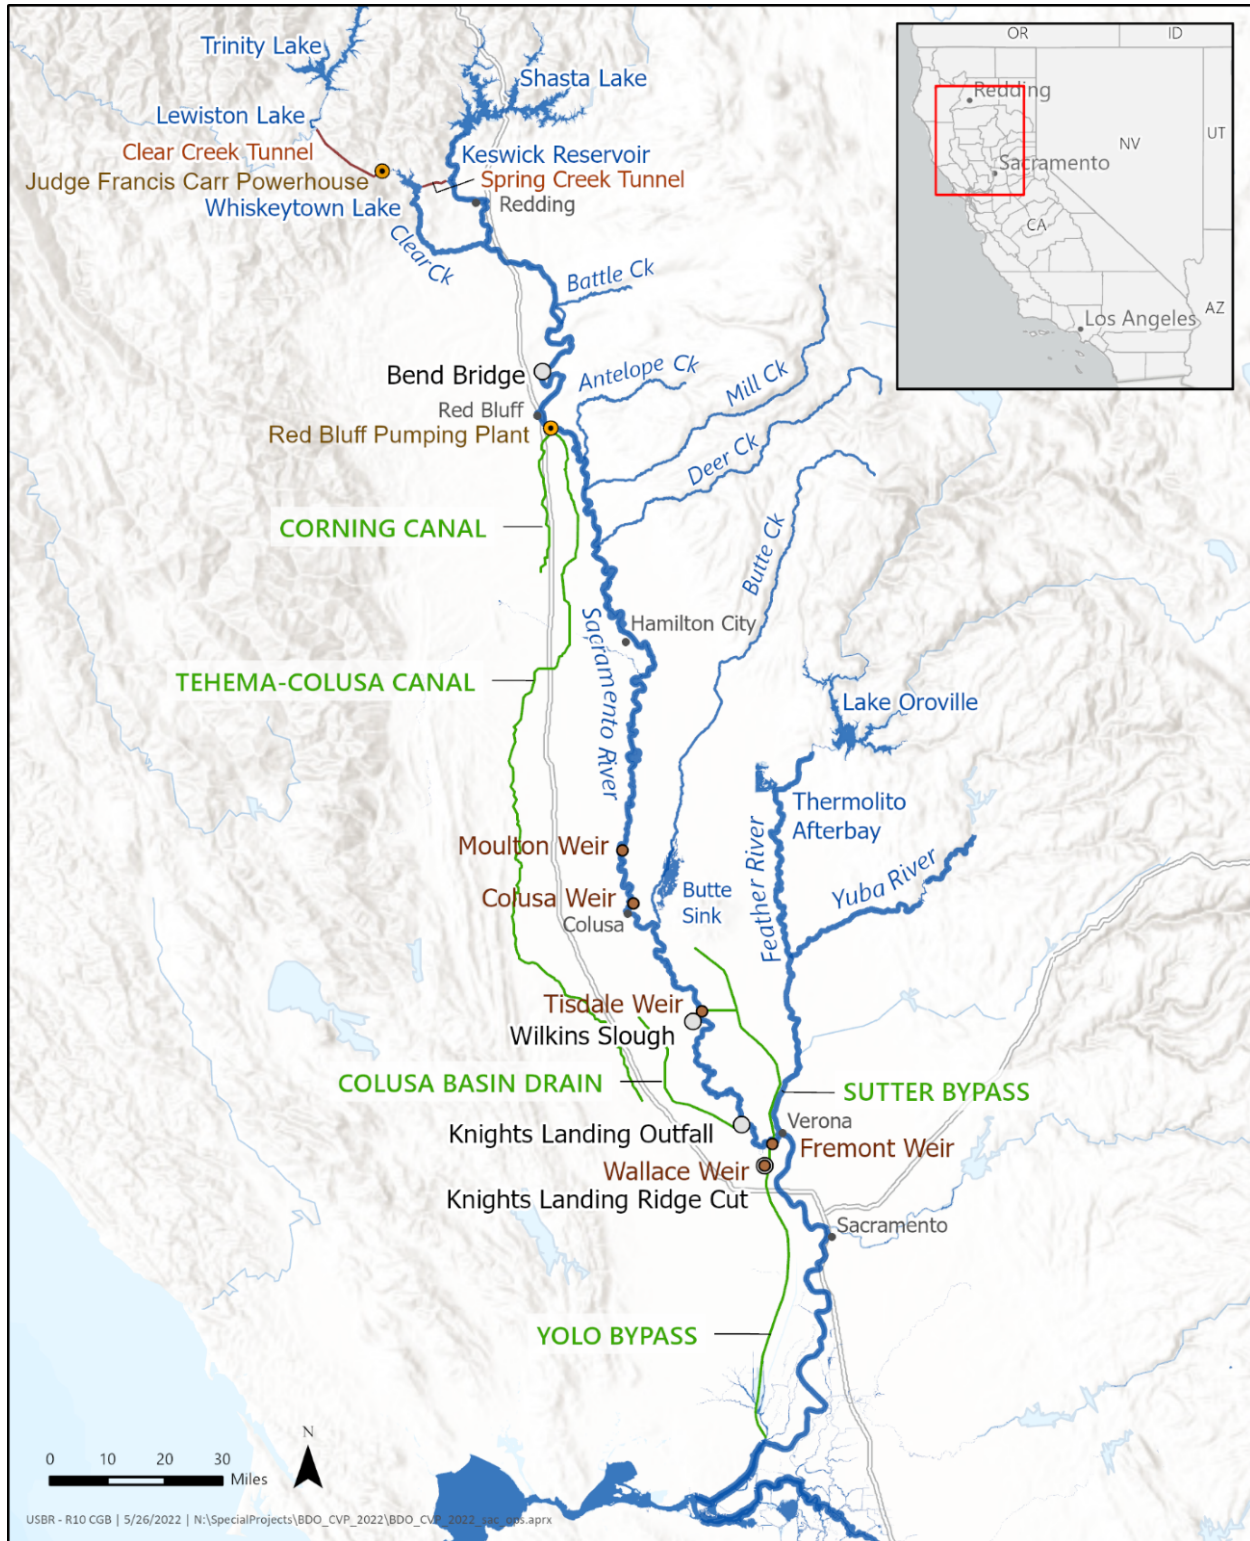 OR
ID
Trinity Lake
Shasta Lake
Redding
Lewiston Lake
Clear Creek Tunnel
Keswick Reservoir
NV
UT
Judge Francis Carr Powerhouse
Spring Creek Tunnel
Sacramento
Whiskeytown Lake
Redding
CA
Clear Ck
Battle Ck
AZ
Los Angeles
Bend Bridge
Antelope Ck
Mill Ck
Red Bluff
Red Bluff Pumping Plant
Deer Ck
CORNING CANAL
Butte Ck
Hamilton City
Sacramento River
TEHEMA-COLUSA CANAL
Lake Oroville
Thermolito
Afterbay
Moulton Weir
Feather River
Yuba River
Colusa Weir
Butte
Sink
Colusa
Tisdale Weir
Wilkins Slough
COLUSA BASIN DRAIN
SUTTER BYPASS
Verona
Knights Landing Outfall
Fremont Weir
Wallace Weir
Knights Landing Ridge Cut
Sacramento
YOLO BYPASS
N
0 10 20 30
Miles
USBR - R10 CGB | 5/26/2022 | N:\SpecialProjects\BDO_CVP_2022\BDO_CVP_2022_sac_ops.aprx